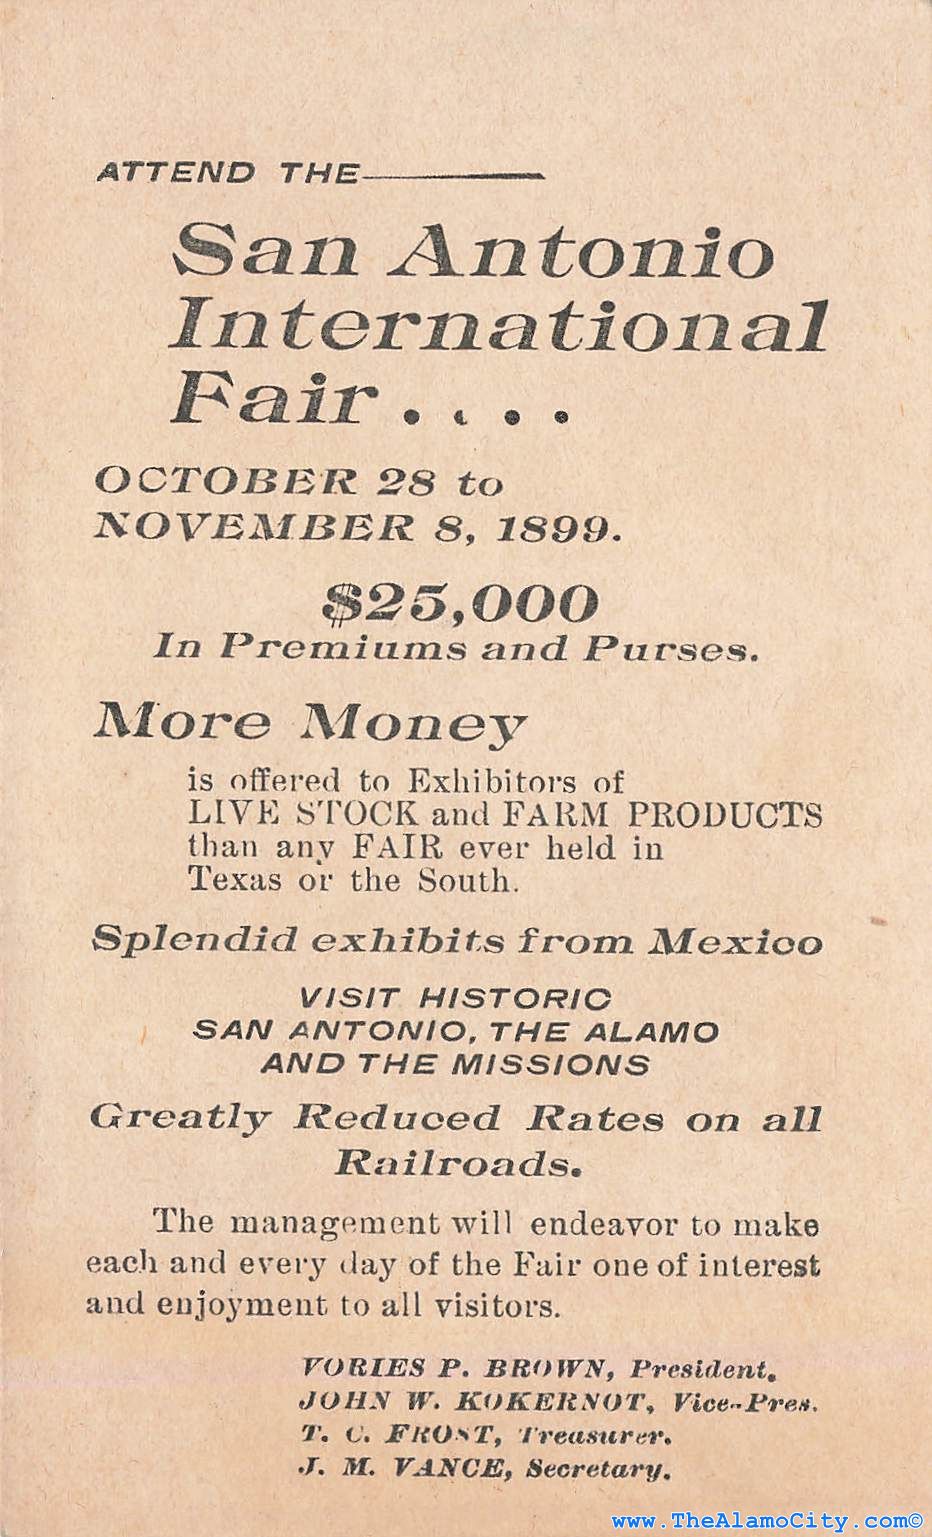 ATTEND THE
San Antonio
International
Fair....
OCTOBER 28 to
NOVEMBER 8, 1899.
$25,000
In Premiums and Purses.
More Money
is offered to Exhibitors of
LIVE STOCK and FARM PRODUCTS
than any FAIR ever held in
Texas or the South.
Splendid exhibits from Mexico
VISIT HISTORIC
SAN ANTONIO, THE ALAMO
AND THE MISSIONS
Greatly Reduced Rates on all
Railroads.
The management will endeavor to make
each and every day of the Fair one of interest
and enjoyment to all visitors.
VORIES P. BROWN, President.
JOHN W. KOKERNOT, Vice-Pres.
T. C. FROST, Treasurer.
J. M. VANCE, Secretary.
www.TheAlamoCity.com©